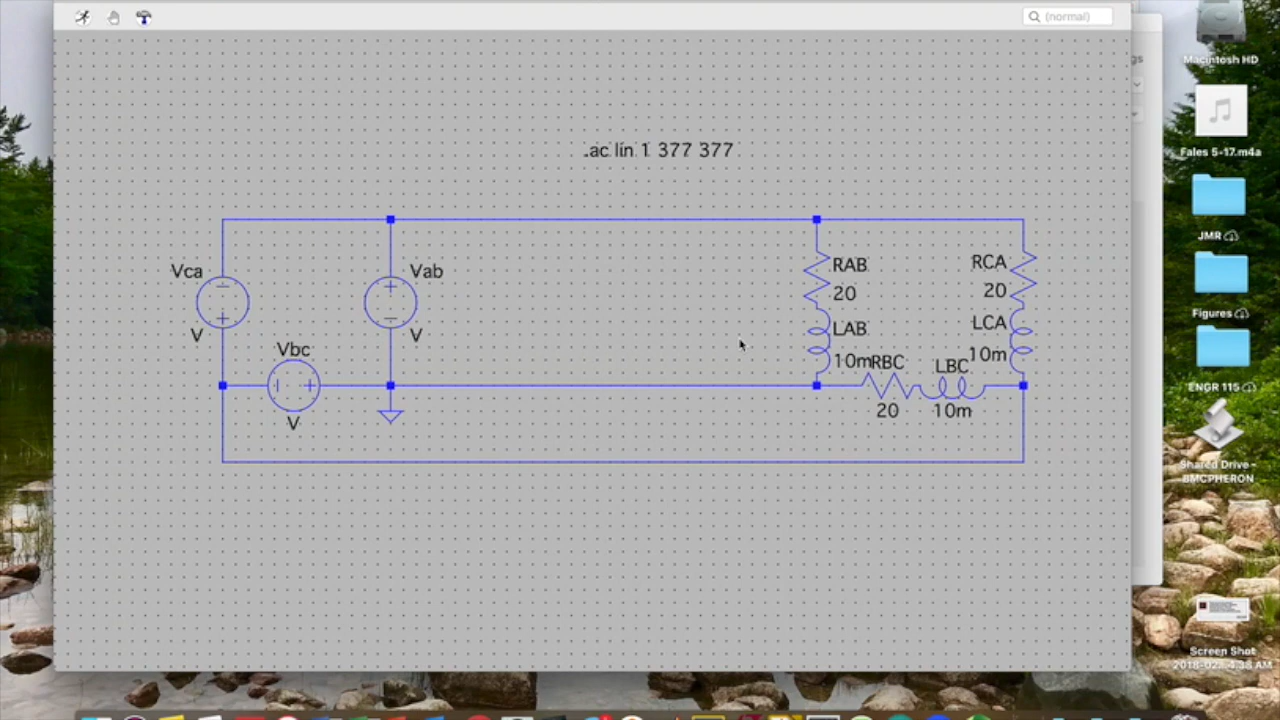 (normal)
gs
Macintosh HD
Fales 5-17.m4a
.ac lin 1 377 377
JMR
Vca
Vab
RAB
RCA
20
20
V
V
LAB
LCA
Figures
Vbc
10m
10m
RBC
LBC
ENGR 115
V
20
10m
Shared Drive -
BMCPHERON
Screen Shot